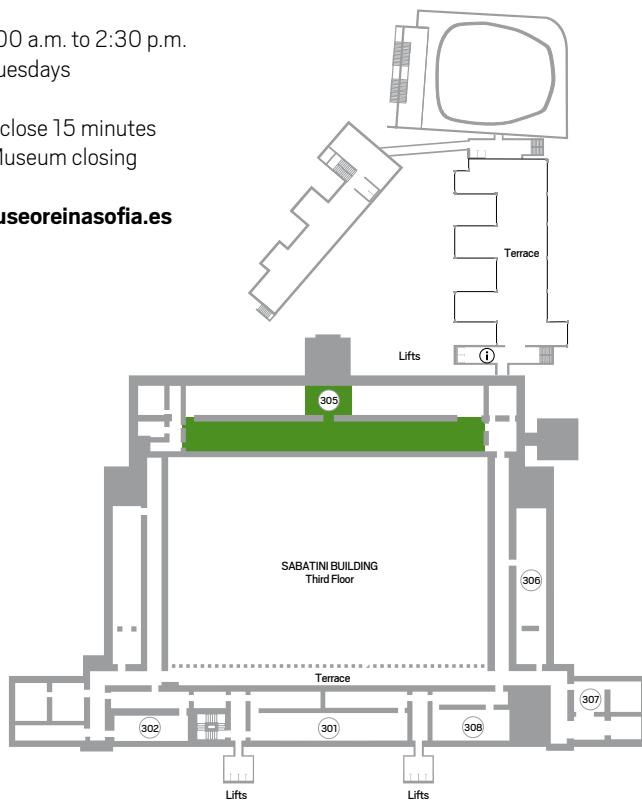 00 a.m. to 2:30 p.m.
uesdays
close 15 minutes
Museum closing
useoreinasofia.es
Terrace
Lifts
i
305
SABATINI BUILDING
Third Floor
306
Terrace
307
302
301
308
Lifts
Lifts